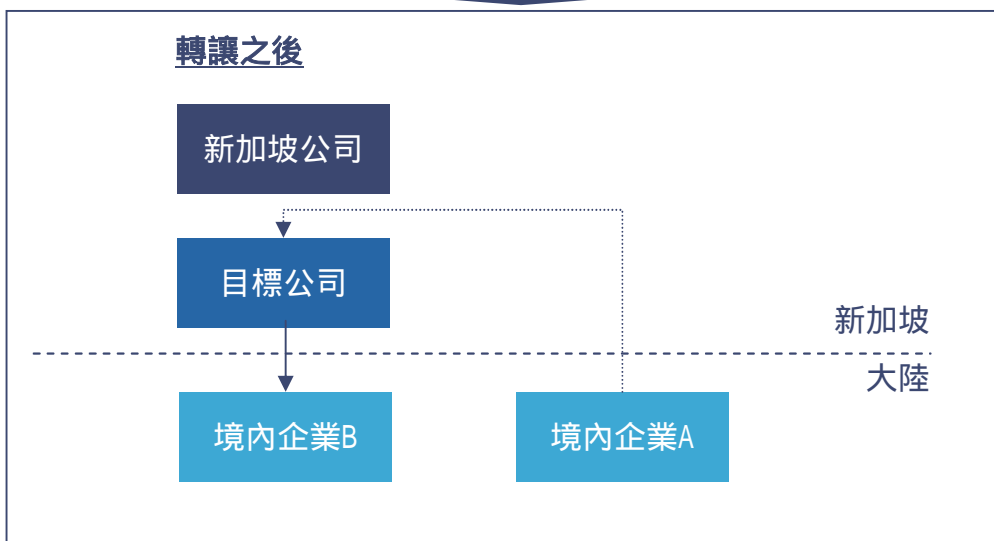 轉讓之後
新加坡公司
目標公司
新加坡
大陸
境內企業B
境內企業A